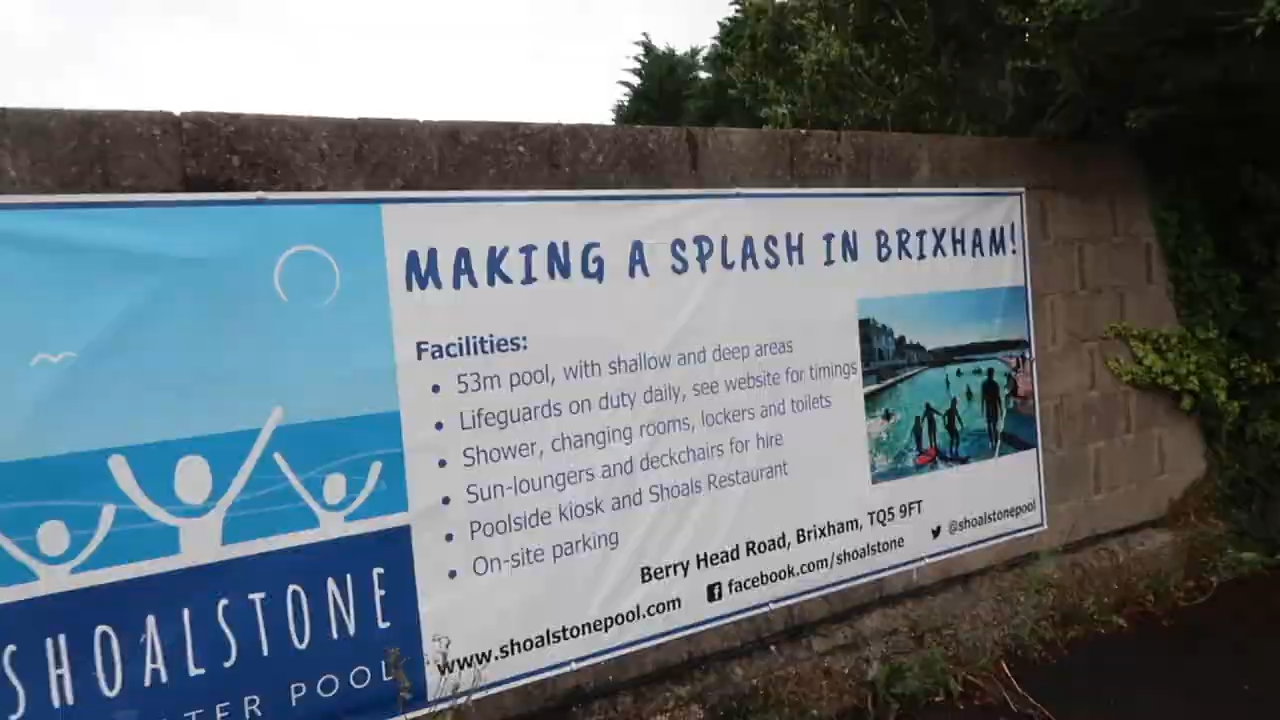 MAKING A SPLASH IN BRIXHAM!
Facilities:
• 53m pool, with shallow and deep areas
• Lifeguards on duty daily, see website for timings
• Shower, changing rooms, lockers and toilets
• Sun-loungers and deckchairs for hire
• Poolside kiosk and Shoals Restaurant
• On-site parking
Berry Head Road, Brixham, TQ5 9FT
www.shoalstonepool.com facebook.com/shoalstone @shoalstonepool
SHOALSTONE
POOL